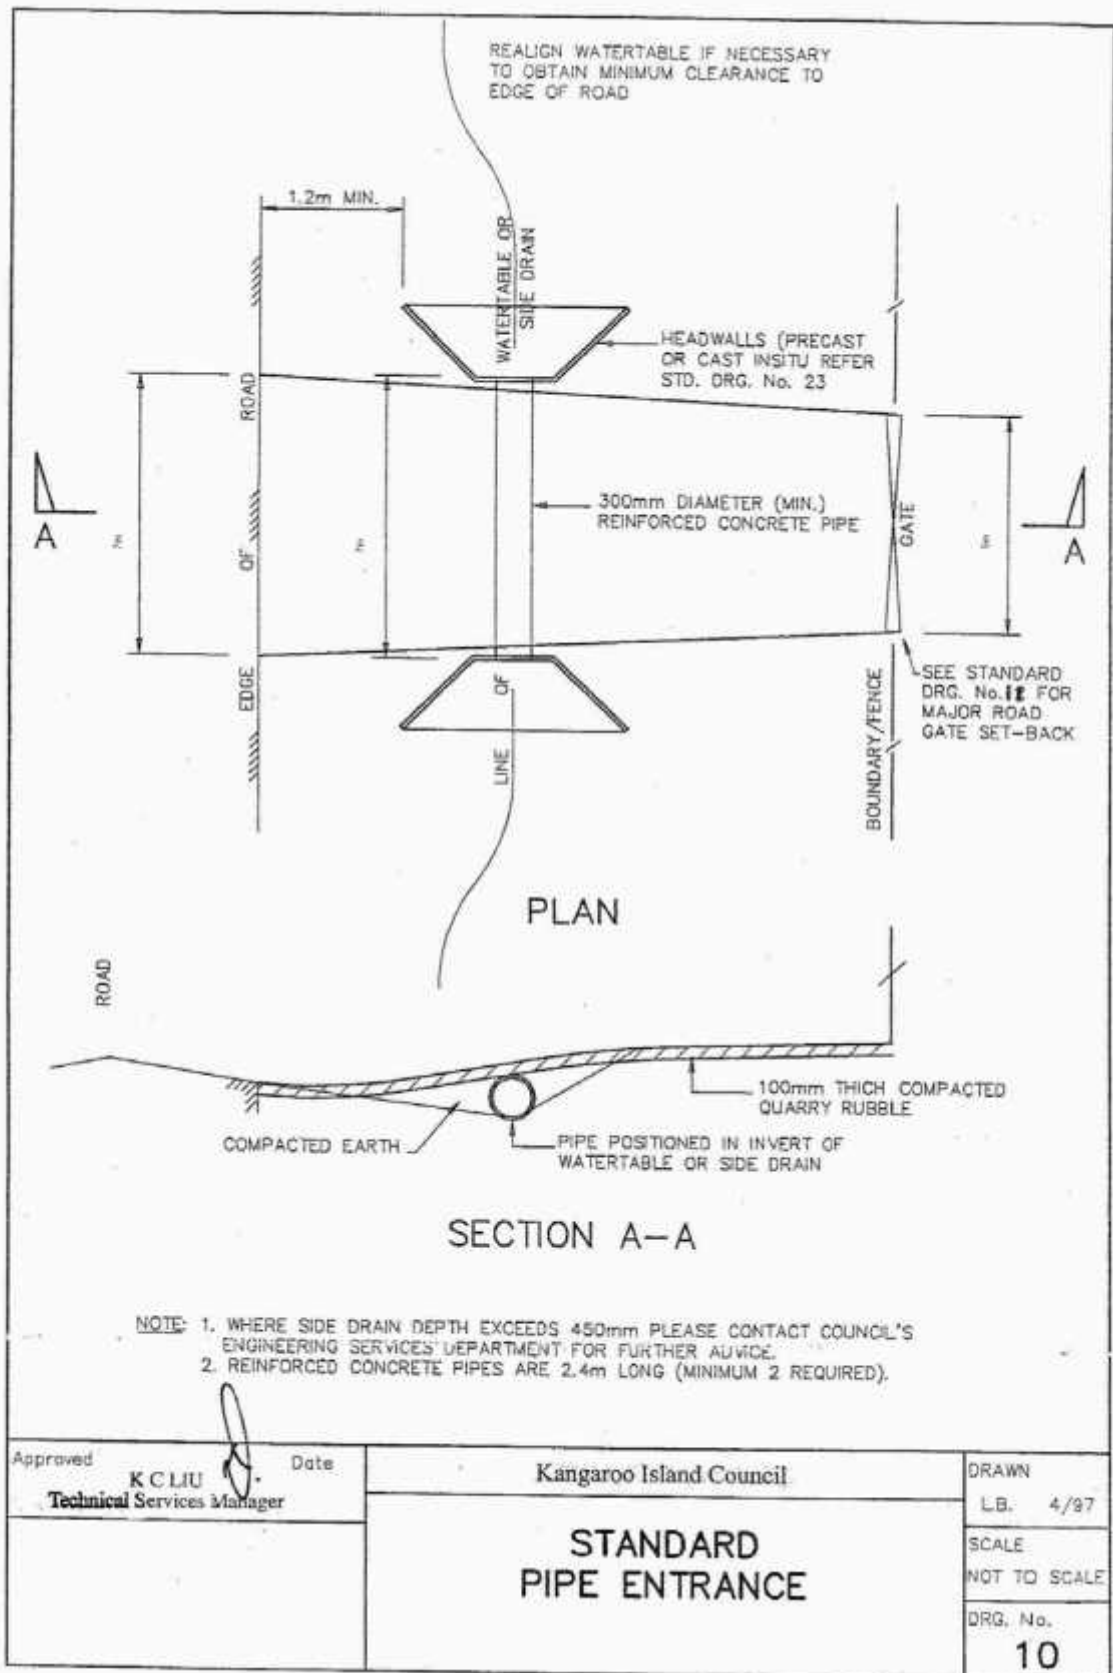 REALIGN WATERTABLE IF NECESSARY
TO OBTAIN MINIMUM CLEARANCE TO
EDGE OF ROAD
1.2m MIN.
WATERTABLE OR
SIDE DRAIN
HEADWALLS (PRECAST
OR CAST INSITU REFER
STD. DRG. No. 23
ROAD
300mm DIAMETER (MIN.)
REINFORCED CONCRETE PIPE
GATE
A
A
7m
7m
OF
EDGE
OF
LINE
BOUNDARY/FENCE
SEE STANDARD
DRG. No. FOR
MAJOR ROAD
GATE SET-BACK
PLAN
ROAD
100mm THICH COMPACTED
QUARRY RUBBLE
COMPACTED EARTH
PIPE POSITIONED IN INVERT OF
WATERTABLE OR SIDE DRAIN
SECTION A-A
NOTE: 1. WHERE SIDE DRAIN DEPTH EXCEEDS 450mm PLEASE CONTACT COUNCIL'S
ENGINEERING SERVICES DEPARTMENT FOR FURTHER ADVICE.
2. REINFORCED CONCRETE PIPES ARE 2.4m LONG (MINIMUM 2 REQUIRED).
Approved
Date
K C LIU
Technical Services Manager
Kangaroo Island Council
STANDARD
PIPE ENTRANCE
DRAWN
L.B. 4/97
SCALE
NOT TO SCALE
DRG. No.
10